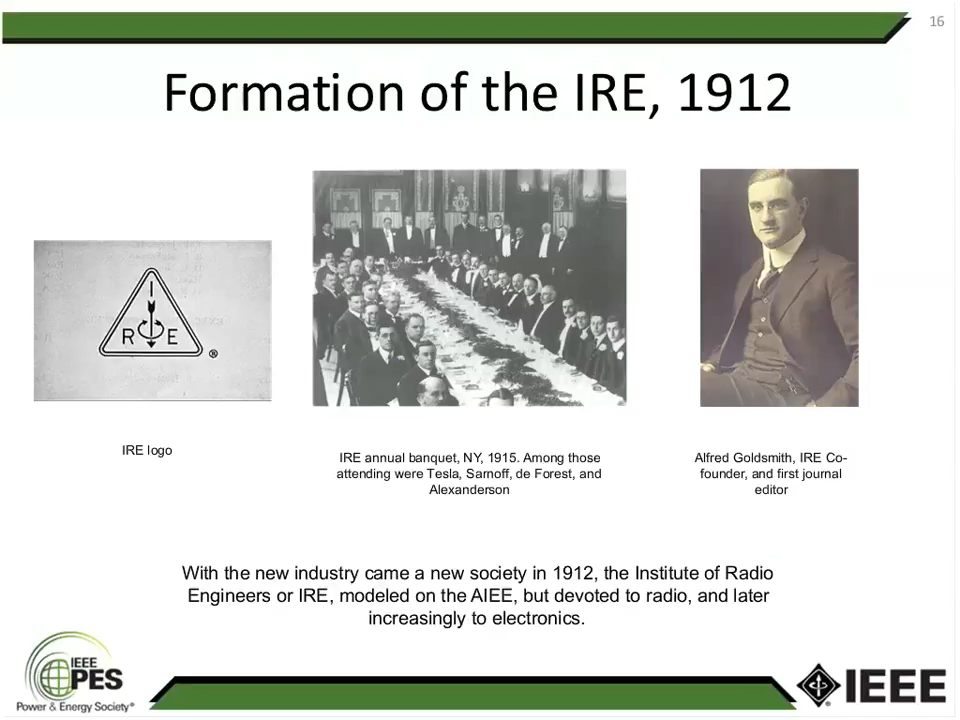 16
Formation of the IRE, 1912
I
R E
®
IRE logo
IRE annual banquet, NY, 1915. Among those
attending were Tesla, Sarnoff, de Forest, and
Alexanderson
Alfred Goldsmith, IRE Co-
founder, and first journal
editor
With the new industry came a new society in 1912, the Institute of Radio
Engineers or IRE, modeled on the AIEE, but devoted to radio, and later
increasingly to electronics.
IEEE
PES
Power & Energy Society®
IEEE